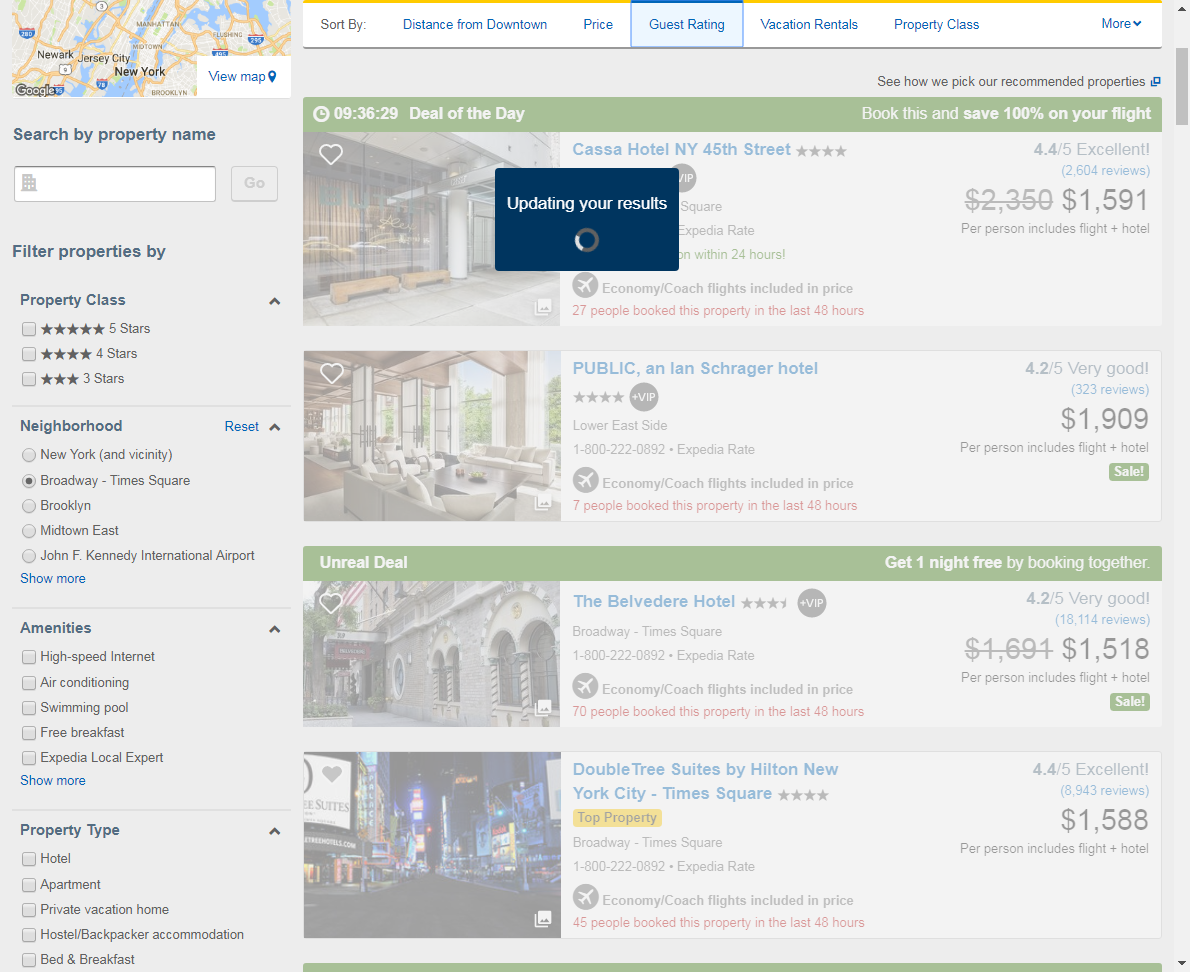 MANHATTAN
FLUSHING
280
3
295
MIDTOWN
495
Newark
Jersey City
9
New York
78
BROOKLYN
Google
95
View map
Search by property name
Go
Filter properties by
Property Class
5 Stars
4 Stars
3 Stars
Neighborhood Reset
New York (and vicinity)
Broadway - Times Square
Brooklyn
Midtown East
John F. Kennedy International Airport
Show more
Amenities
High-speed Internet
Air conditioning
Swimming pool
Free breakfast
Expedia Local Expert
Show more
Property Type
Hotel
Apartment
Private vacation home
Hostel/Backpacker accommodation
Bed & Breakfast
Sort By: Distance from Downtown Price Guest Rating Vacation Rentals Property Class More
See how we pick our recommended properties
09:36:29 Deal of the Day Book this and save 100% on your flight
Updating your results
Cassa Hotel NY 45th Street
VIP
Square
Expedia Rate
on within 24 hours!
Economy/Coach flights included in price
27 people booked this property in the last 48 hours
4.4/5 Excellent!
(2,604 reviews)
$2,350 $1,591
Per person includes flight + hotel
PUBLIC, an Ian Schrager hotel
+VIP
Lower East Side
1-800-222-0892 • Expedia Rate
Economy/Coach flights included in price
7 people booked this property in the last 48 hours
4.2/5 Very good!
(323 reviews)
$1,909
Per person includes flight + hotel
Sale!
Unreal Deal Get 1 night free by booking together.
The Belvedere Hotel +VIP
Broadway - Times Square
1-800-222-0892 • Expedia Rate
Economy/Coach flights included in price
70 people booked this property in the last 48 hours
4.2/5 Very good!
(18,114 reviews)
$1,691 $1,518
Per person includes flight + hotel
Sale!
E SUITES
DoubleTree Suites by Hilton New
York City - Times Square
Top Property
Broadway - Times Square
1-800-222-0892 • Expedia Rate
Economy/Coach flights included in price
45 people booked this property in the last 48 hours
4.4/5 Excellent!
(8,943 reviews)
$1,588
Per person includes flight + hotel